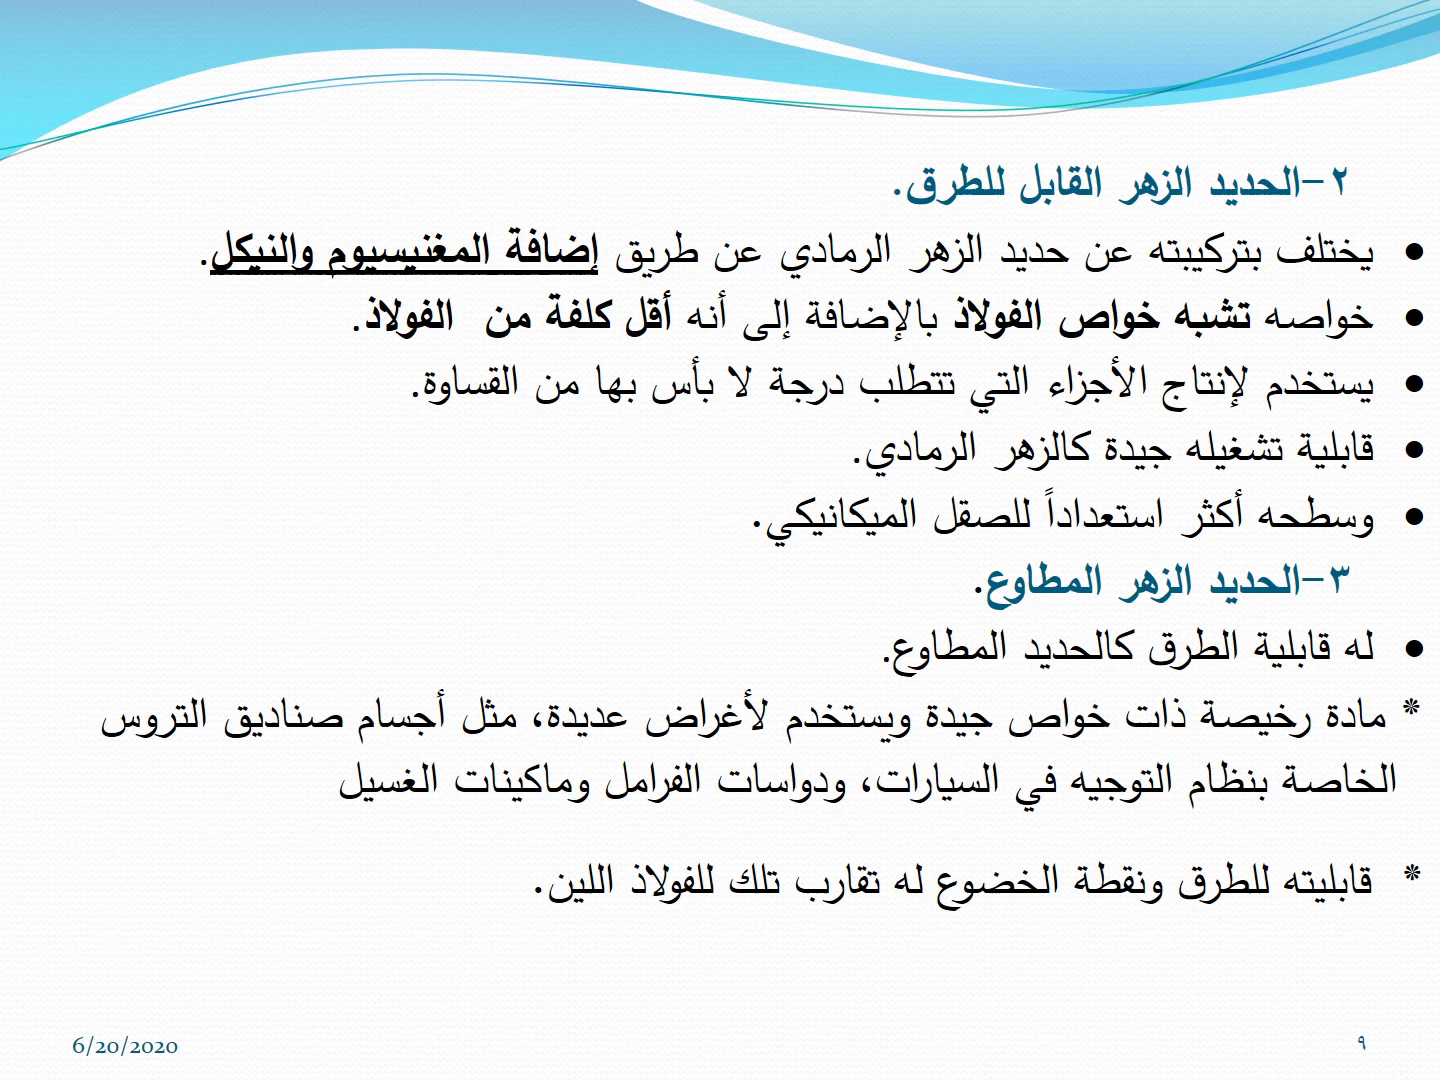 ٢-الحديد الزهر القابل للطرق.
• يختلف بتركيبته عن حديد الزهر الرمادي عن طريق إضافة المغنيسيوم والنيكل.
• خواصه تشبه خواص الفولاذ بالإضافة إلى أنه أقل كلفة من الفولاذ.
• يستخدم لإنتاج الأجزاء التي تتطلب درجة لا بأس بها من القساوة.
• قابلية تشغيله جيدة كالزهر الرمادي.
• وسطحه أكثر استعداداً للصقل الميكانيكي.
٣-الحديد الزهر المطاوع.
• له قابلية الطرق كالحديد المطاوع.
* مادة رخيصة ذات خواص جيدة ويستخدم لأغراض عديدة، مثل أجسام صناديق التروس
الخاصة بنظام التوجيه في السيارات، ودواسات الفرامل وماكينات الغسيل
* قابليته للطرق ونقطة الخضوع له تقارب تلك للفولاذ اللين.
٩
6/20/2020